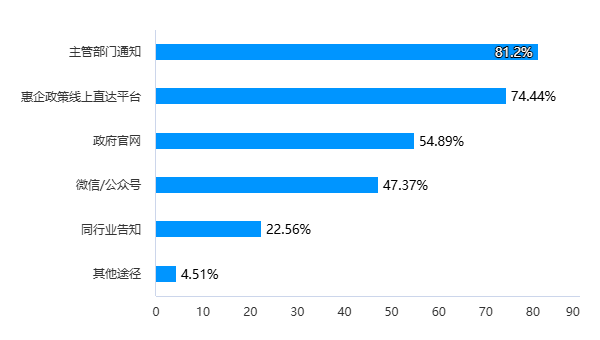 主管部门通知 81.2%
惠企政策线上直达平台 74.44%
政府官网 54.89%
微信/公众号 47.37%
同行业告知 22.56%
其他途径 4.51%
0 10 20 30 40 50 60 70 80 90